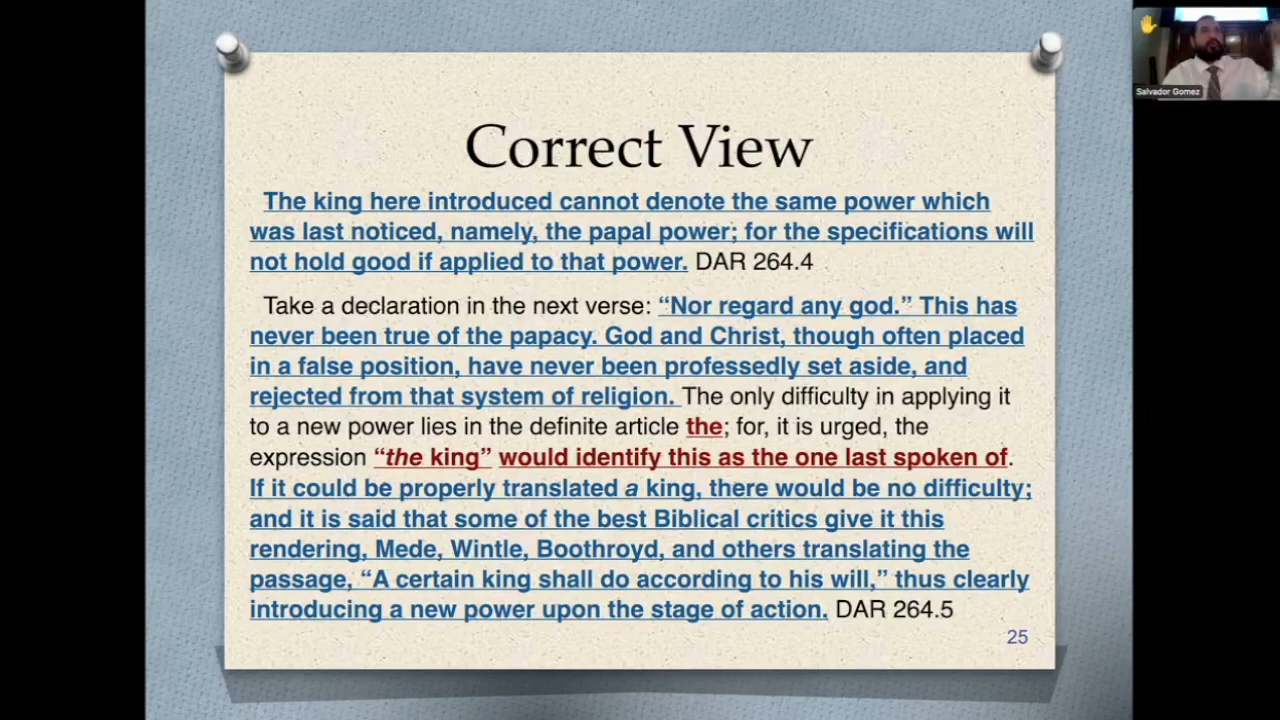 Salvador Gomez
Correct View
The king here introduced cannot denote the same power which
was last noticed, namely, the papal power; for the specifications will
not hold good if applied to that power. DAR 264.4
Take a declaration in the next verse: “Nor regard any god.” This has
never been true of the papacy. God and Christ, though often placed
in a false position, have never been professedly set aside, and
rejected from that system of religion. The only difficulty in applying it
to a new power lies in the definite article the; for, it is urged, the
expression “the king” would identify this as the one last spoken of.
If it could be properly translated a king, there would be no difficulty;
and it is said that some of the best Biblical critics give it this
rendering, Mede, Wintle, Boothroyd, and others translating the
passage, “A certain king shall do according to his will,” thus clearly
introducing a new power upon the stage of action. DAR 264.5
25